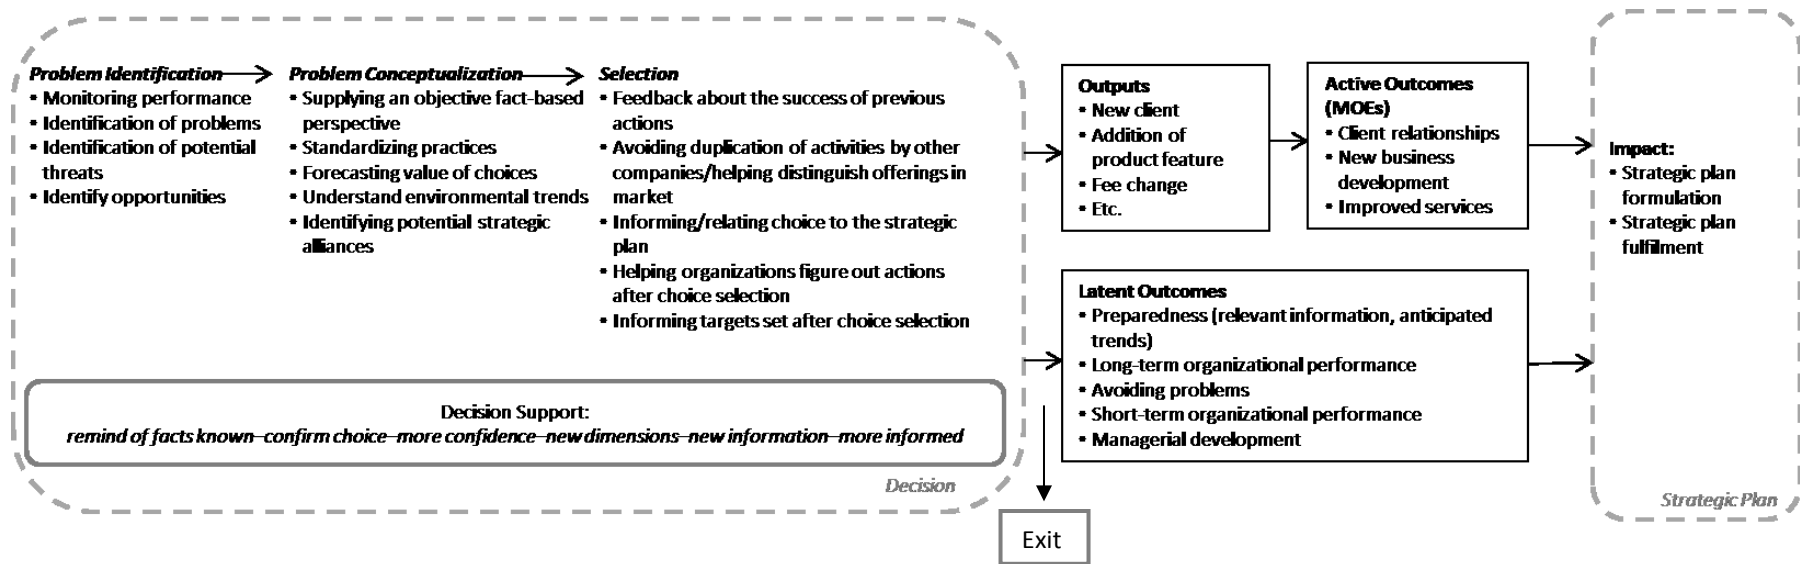 Problem Identification
• Monitoring performance
• Identification of problems
• Identification of potential
threats
• Identify opportunities
Problem Conceptualization
• Supplying an objective fact-based
perspective
• Standardizing practices
• Forecasting value of choices
• Understand environmental trends
• Identifying potential strategic
alliances
Selection
• Feedback about the success of previous
actions
• Avoiding duplication of activities by other
companies/helping distinguish offerings in
market
• Informing/relating choice to the strategic
plan
• Helping organizations figure out actions
after choice selection
• Informing targets set after choice selection
Decision Support:
remind of facts known–confirm choice–more confidence–new dimensions–new information–more informed
Decision
Outputs
• New client
• Addition of
product feature
• Fee change
• Etc.
Active Outcomes
(MOEs)
• Client relationships
• New business
development
• Improved services
Latent Outcomes
• Preparedness (relevant information, anticipated
trends)
• Long-term organizational performance
• Avoiding problems
• Short-term organizational performance
• Managerial development
Exit
Impact:
• Strategic plan
formulation
• Strategic plan
fulfilment
Strategic Plan